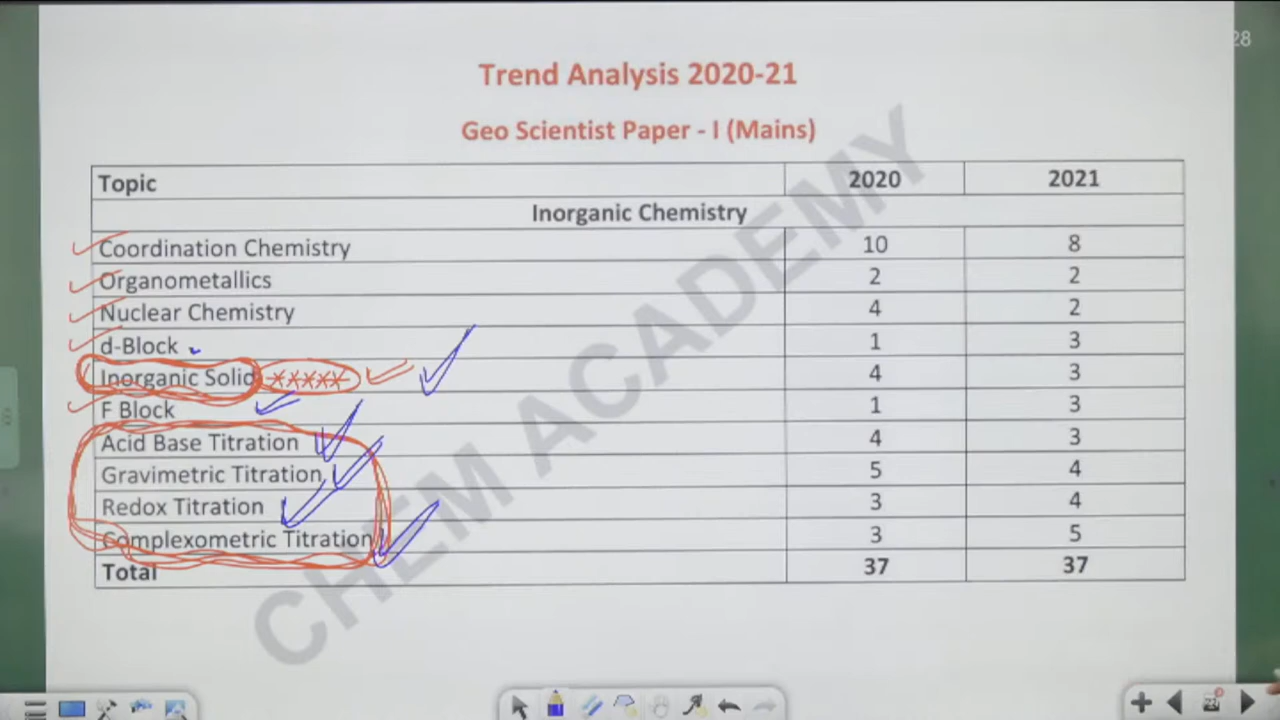 28
Trend Analysis 2020-21
Geo Scientist Paper - I (Mains)
Topic 2020 2021
Inorganic Chemistry
Coordination Chemistry 10 8
Organometallics 2 2
Nuclear Chemistry 4 2
d-Block 1 3
Inorganic Solid ***** 4 3
F Block 1 3
Acid Base Titration 4 3
Gravimetric Titration 5 4
Redox Titration 3 4
Complexometric Titration 3 5
Total 37 37
CHEM ACADEMY